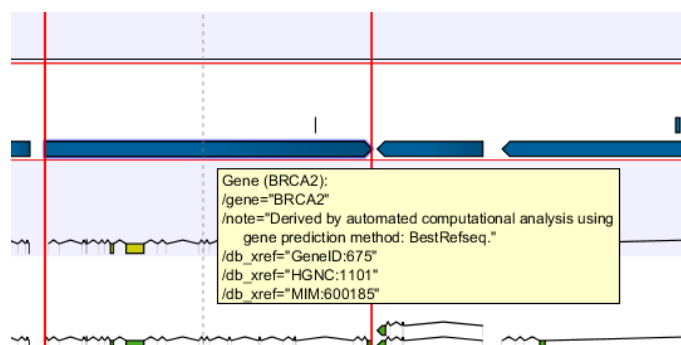 Gene (BRCA2):
/gene="BRCA2"
/note="Derived by automated computational analysis using
gene prediction method: BestRefseq."
/db_xref="GeneID:675"
/db_xref="HGNC:1101"
/db_xref="MIM:600185"